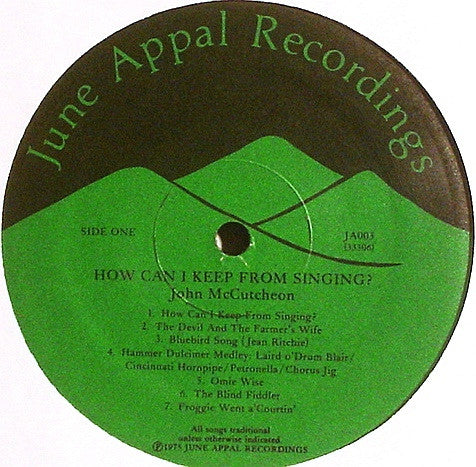 June Appal Recordings
SIDE ONE
JA003
(33306)
HOW CAN I KEEP FROM SINGING?
John McCutcheon
1. How Can I Keep From Singing?
2. The Devil And The Farmer's Wife
3. Bluebird Song (Jean Ritchie)
4. Hammer Dulcimer Medley: Laird o'Drum Blair/
Cincinnati Hornpipe/Petronella/Chorus Jig
5. Omie Wise
6. The Blind Fiddler
7. Froggie Went a'Courtin'
All songs traditional
unless otherwise indicated.
Ⓟ1975 JUNE APPAL RECORDINGS